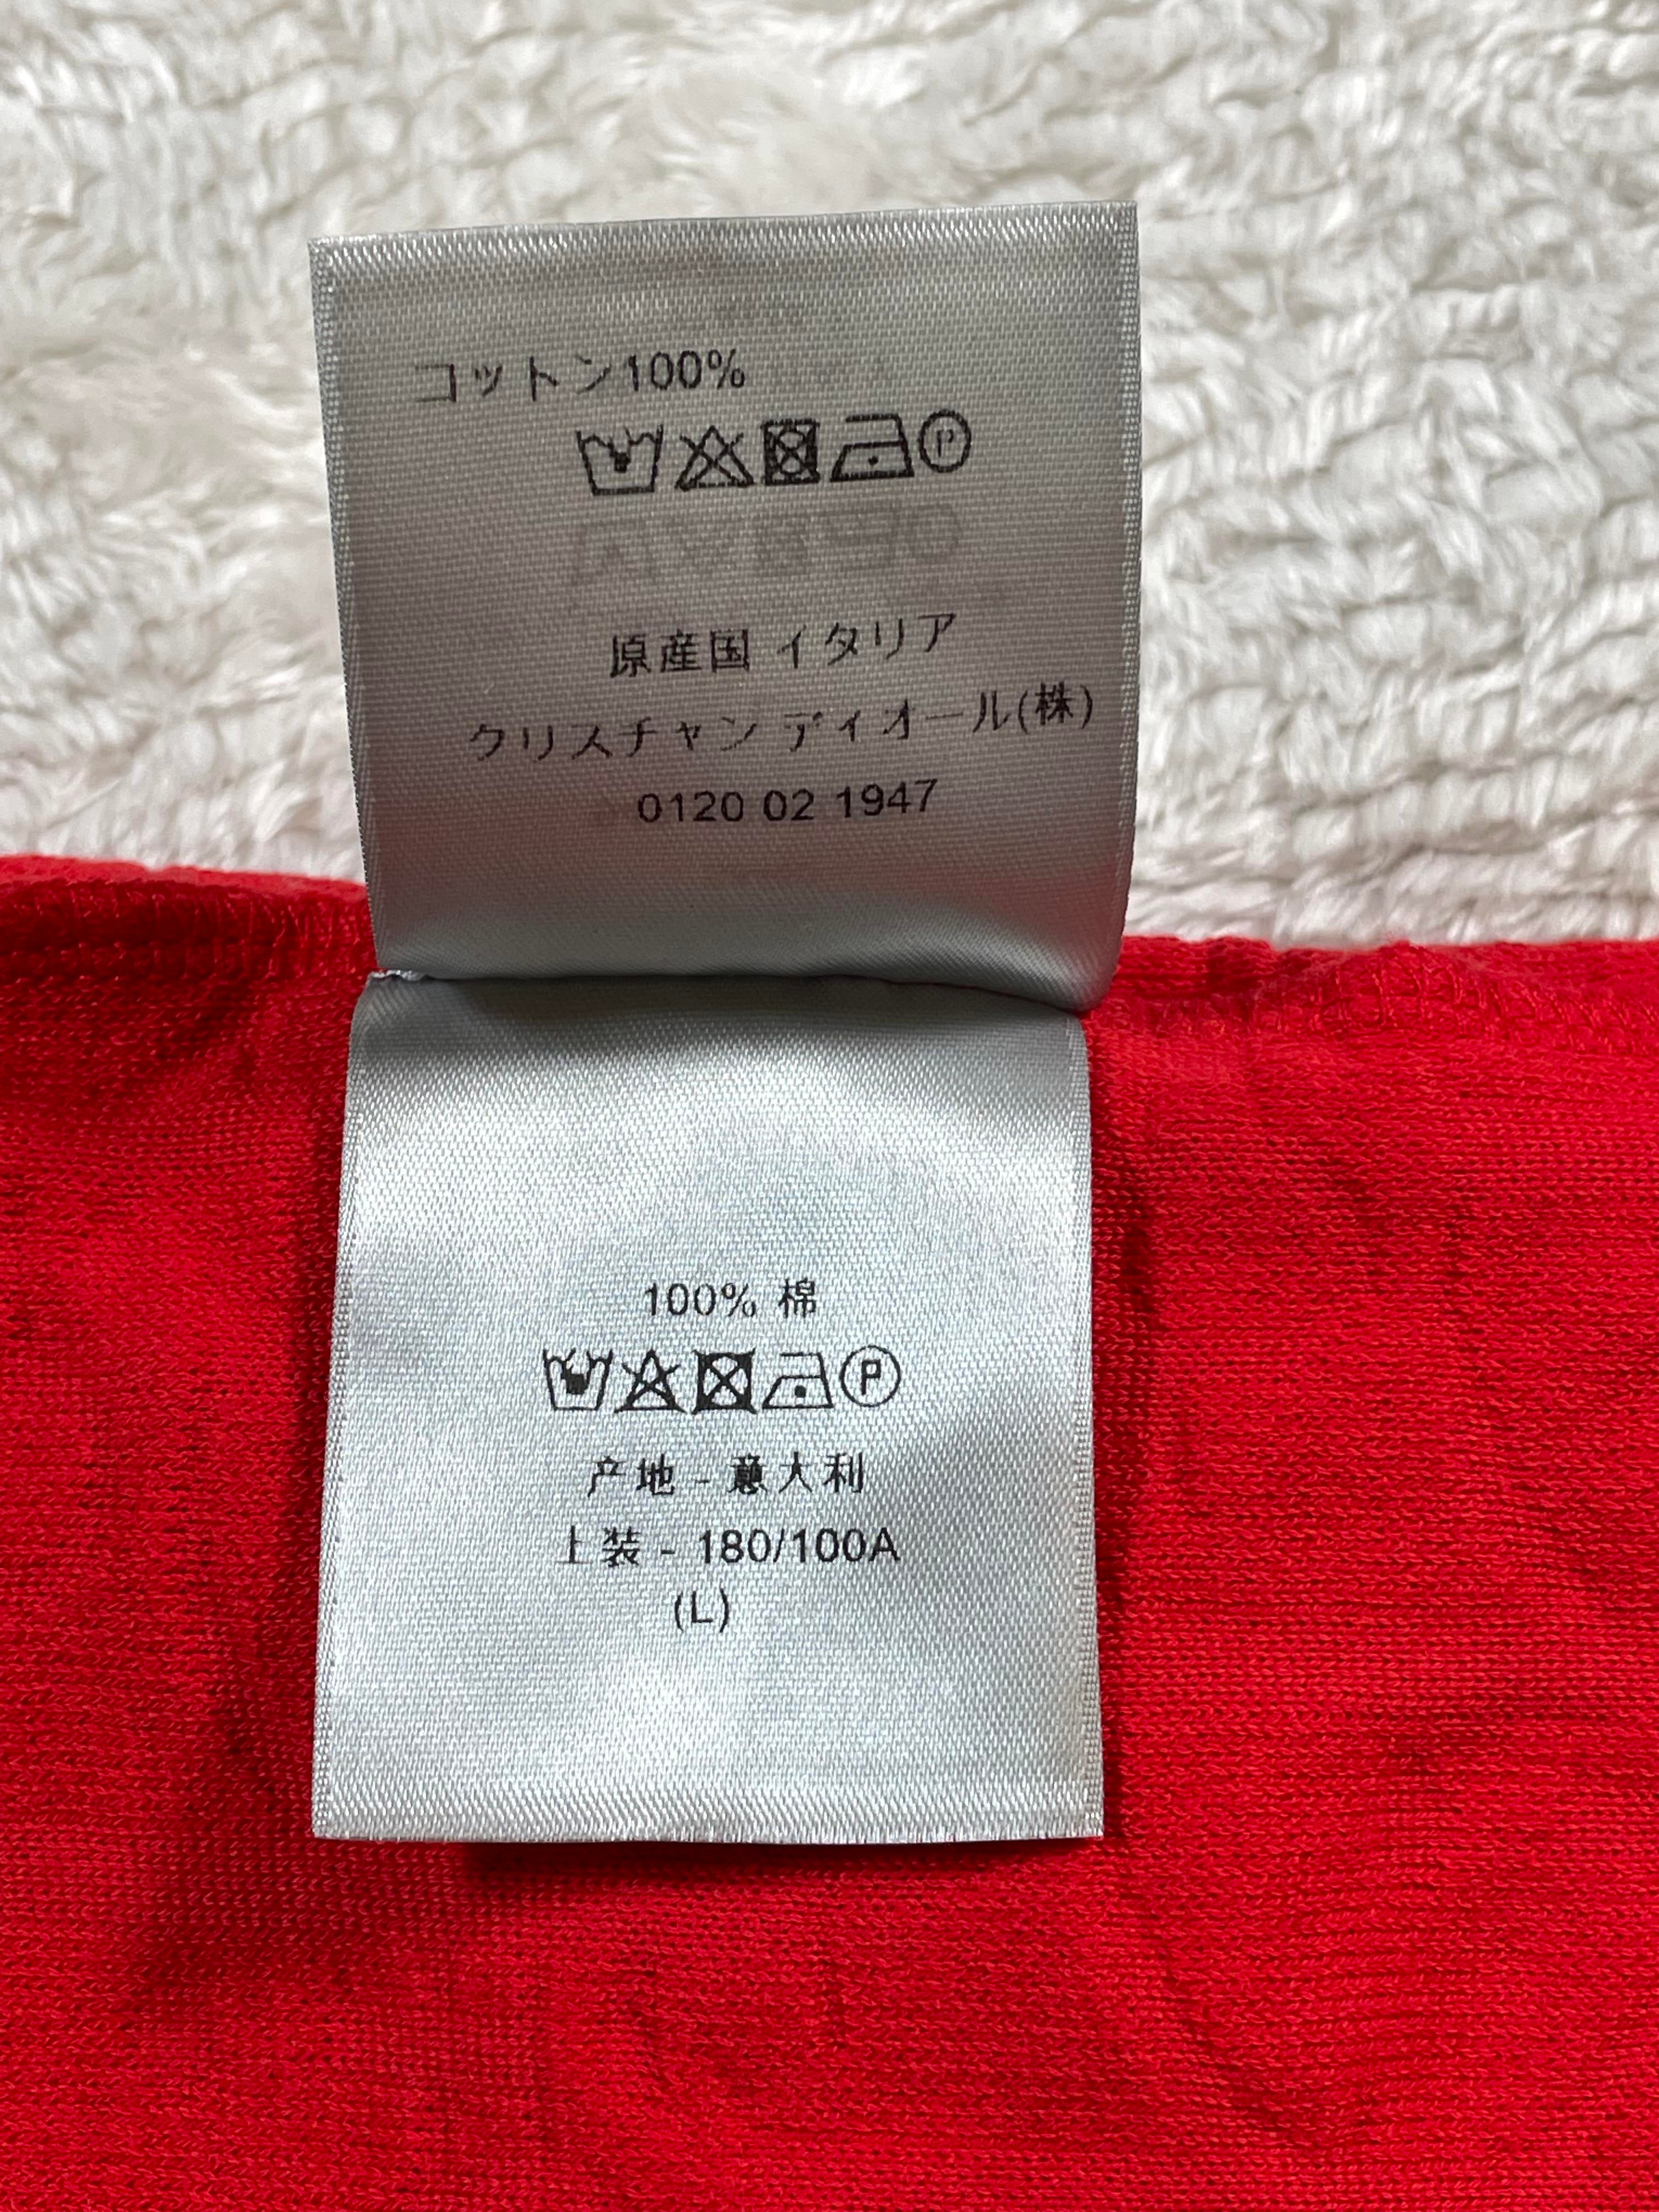 コットン100%
原産国 イタリア
クリスチャン ディオール(株)
0120 02 1947
100% 棉
P
产地 - 意大利
上装 - 180/100A
(L)